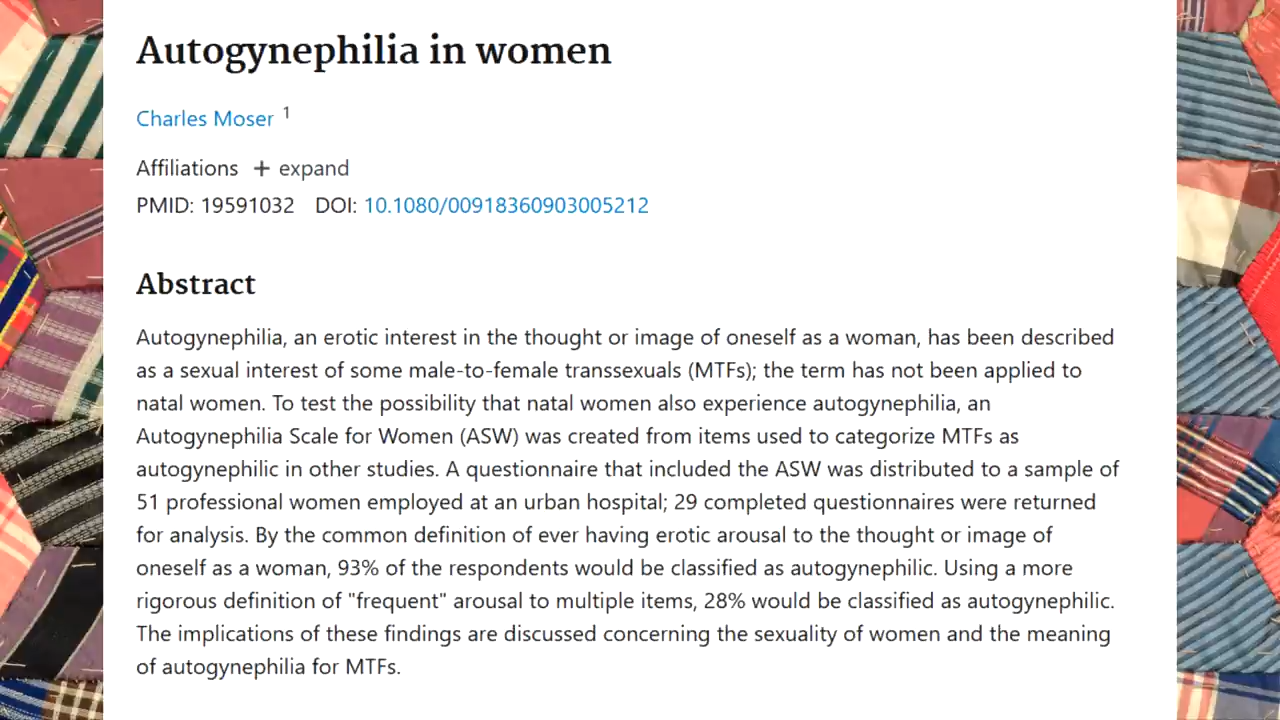 Autogynephilia in women
Charles Moser 1
Affiliations + expand
PMID: 19591032 DOI: 10.1080/00918360903005212
Abstract
Autogynephilia, an erotic interest in the thought or image of oneself as a woman, has been described
as a sexual interest of some male-to-female transsexuals (MTFs); the term has not been applied to
natal women. To test the possibility that natal women also experience autogynephilia, an
Autogynephilia Scale for Women (ASW) was created from items used to categorize MTFs as
autogynephilic in other studies. A questionnaire that included the ASW was distributed to a sample of
51 professional women employed at an urban hospital; 29 completed questionnaires were returned
for analysis. By the common definition of ever having erotic arousal to the thought or image of
oneself as a woman, 93% of the respondents would be classified as autogynephilic. Using a more
rigorous definition of "frequent" arousal to multiple items, 28% would be classified as autogynephilic.
The implications of these findings are discussed concerning the sexuality of women and the meaning
of autogynephilia for MTFs.